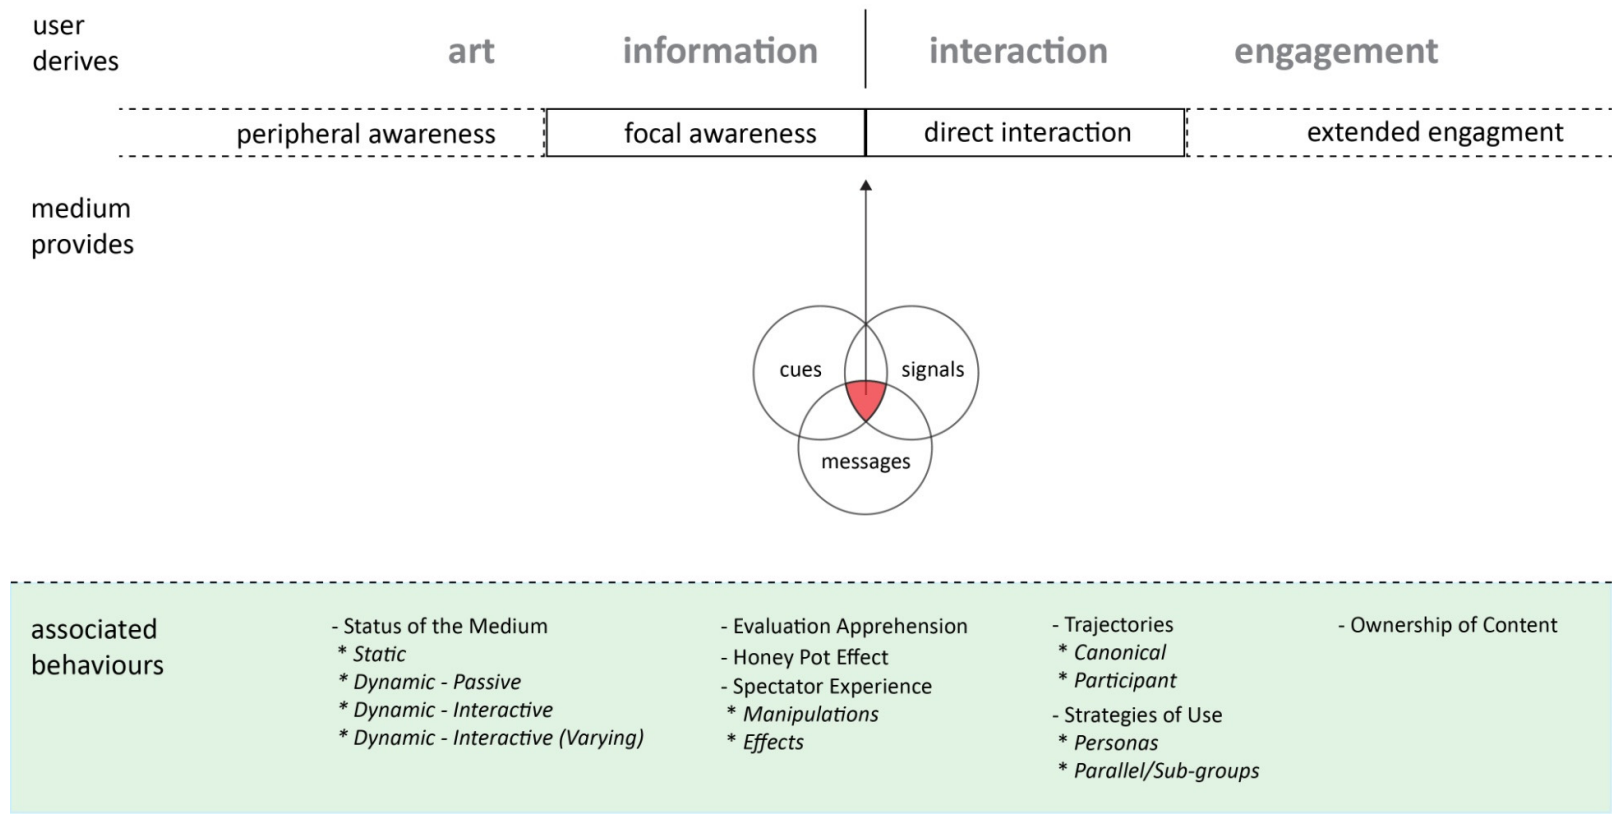 user
derives
art information interaction engagement
peripheral awareness focal awareness direct interaction extended engagment
medium
provides
cues signals
messages
associated
behaviours
- Status of the Medium
* Static
* Dynamic - Passive
* Dynamic - Interactive
* Dynamic - Interactive (Varying)
- Evaluation Apprehension
- Honey Pot Effect
- Spectator Experience
* Manipulations
* Effects
- Trajectories
* Canonical
* Participant
- Strategies of Use
* Personas
* Parallel/Sub-groups
- Ownership of Content